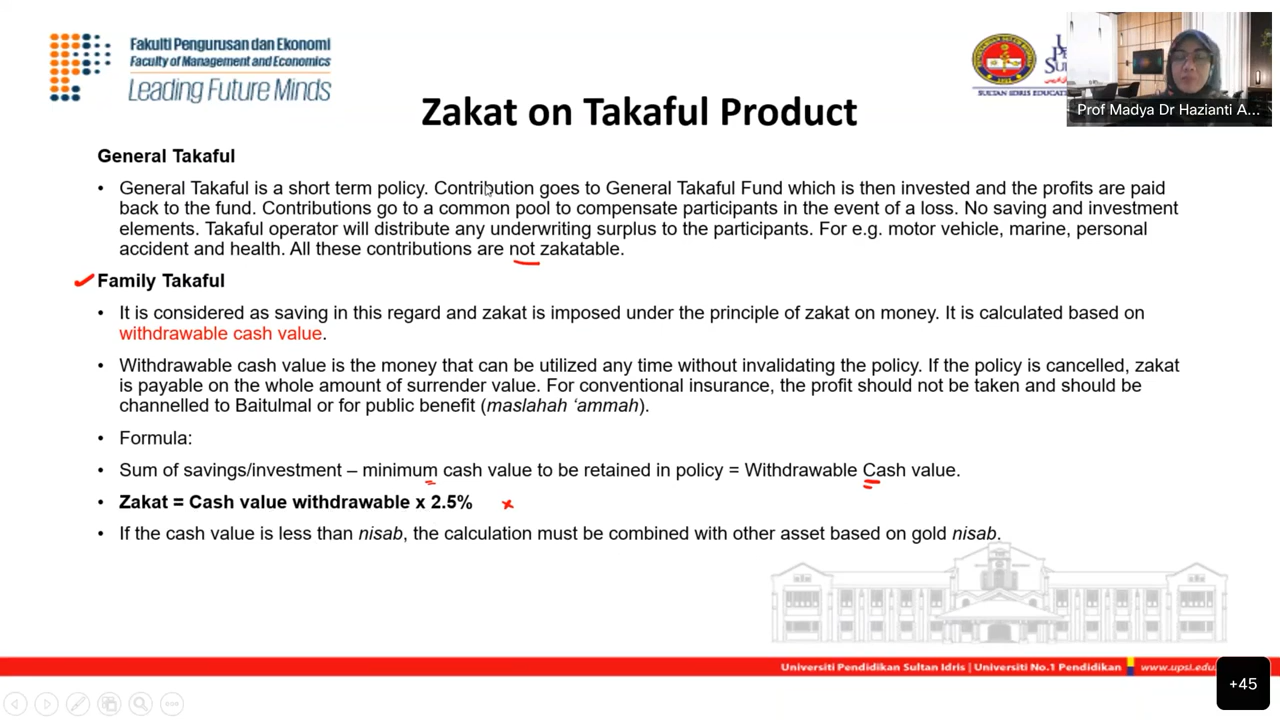 Fakulti Pengurusan dan Ekonomi
Faculty of Management and Economics
Leading Future Minds
SULTAN IDRIS EDUCA
Prof Madya Dr Hazianti A...
Zakat on Takaful Product
General Takaful
• General Takaful is a short term policy. Contribution goes to General Takaful Fund which is then invested and the profits are paid
back to the fund. Contributions go to a common pool to compensate participants in the event of a loss. No saving and investment
elements. Takaful operator will distribute any underwriting surplus to the participants. For e.g. motor vehicle, marine, personal
accident and health. All these contributions are not zakatable.
Family Takaful
• It is considered as saving in this regard and zakat is imposed under the principle of zakat on money. It is calculated based on
withdrawable cash value.
• Withdrawable cash value is the money that can be utilized any time without invalidating the policy. If the policy is cancelled, zakat
is payable on the whole amount of surrender value. For conventional insurance, the profit should not be taken and should be
channelled to Baitulmal or for public benefit (maslahah ‘ammah).
• Formula:
• Sum of savings/investment – minimum cash value to be retained in policy = Withdrawable Cash value.
• Zakat = Cash value withdrawable x 2.5%
• If the cash value is less than nisab, the calculation must be combined with other asset based on gold nisab.
Universiti Pendidikan Sultan Idris | Universiti No.1 Pendidikan www.upsi.edu.
+45